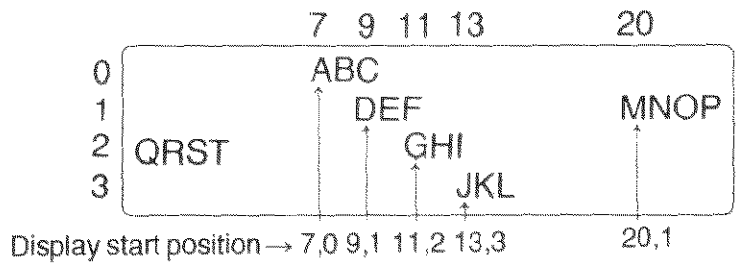 7 9 11 13 20
0 ABC
1 DEF MNOP
2 QRST GHI
3 JKL
Display start position → 7,0 9,1 11,2 13,3 20,1